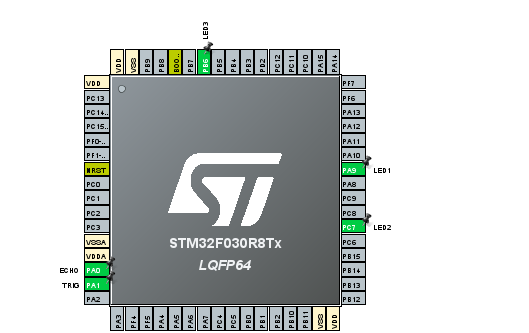 LED3
VDD
VSS
PB9
PB8
BOO..
PB7
PB6
PB5
PB4
PB3
PD2
PC12
PC11
PC10
PA15
PA14
VDD
PC13
PC14..
PC15..
PF0-..
PF1-..
NRST
PC0
PC1
PC2
PC3
VSSA
VDDA
ECHO PA0
TRIG PA1
PA2
STM32F030R8Tx
LQFP64
PF7
PF6
PA13
PA12
PA11
PA10
PA9 LED1
PA8
PC9
PC8
PC7 LED2
PC6
PB15
PB14
PB13
PB12
PA3
PF4
PF5
PA4
PA5
PA6
PA7
PC4
PC5
PB0
PB1
PB2
PB10
PB11
VSS
VDD